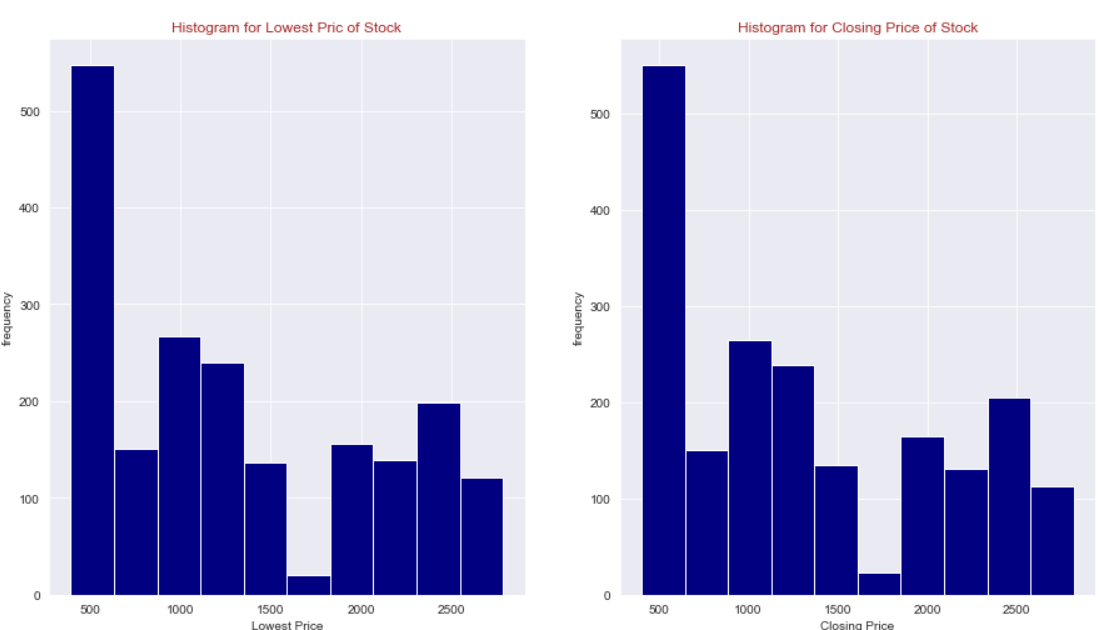 Histogram for Lowest Pric of Stock
frequency
500
400
300
200
100
0
500 1000 1500 2000 2500
Lowest Price
Histogram for Closing Price of Stock
frequency
500
400
300
200
100
0
500 1000 1500 2000 2500
Closing Price